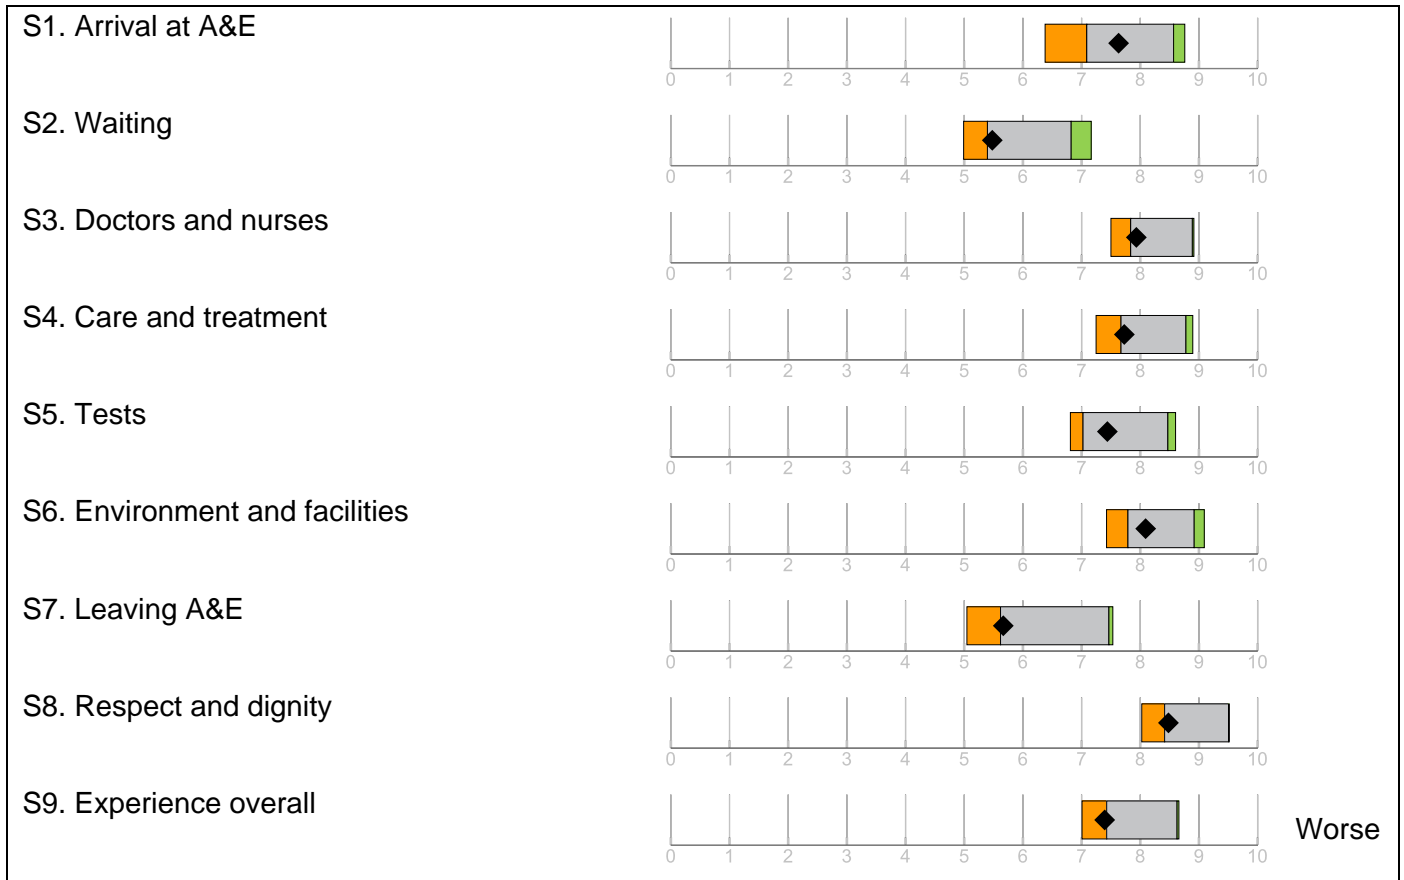 S1. Arrival at A&E
0 1 2 3 4 5 6 7 8 9 10
S2. Waiting
0 1 2 3 4 5 6 7 8 9 10
S3. Doctors and nurses
0 1 2 3 4 5 6 7 8 9 10
S4. Care and treatment
0 1 2 3 4 5 6 7 8 9 10
S5. Tests
0 1 2 3 4 5 6 7 8 9 10
S6. Environment and facilities
0 1 2 3 4 5 6 7 8 9 10
S7. Leaving A&E
0 1 2 3 4 5 6 7 8 9 10
S8. Respect and dignity
0 1 2 3 4 5 6 7 8 9 10
S9. Experience overall
Worse
0 1 2 3 4 5 6 7 8 9 10